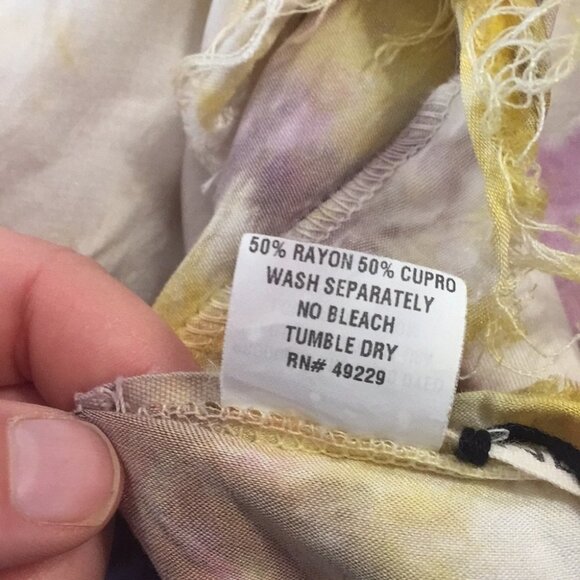 50% RAYON 50% CUPRO
WASH SEPARATELY
NO BLEACH
TUMBLE DRY
RN# 49229